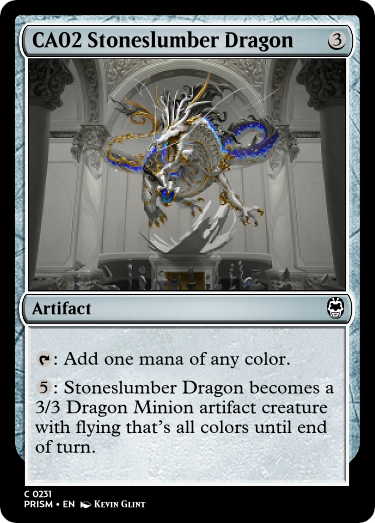 CA02 Stoneslumber Dragon 3
Artifact
: Add one mana of any color.
5: Stoneslumber Dragon becomes a
3/3 Dragon Minion artifact creature
with flying that's all colors until end
of turn.
C 0231
PRISM • EN Kevin Glint